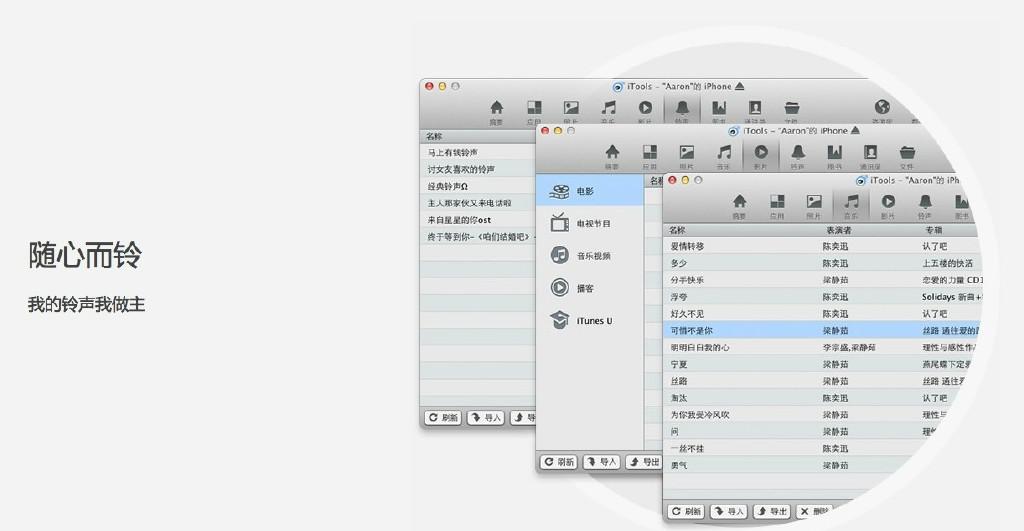 随心而铃
我的铃声我做主
iTools - "Aaron"的 iPhone
摘要 应用 照片 音乐 影片 铃声 图书 通讯录 文件 资源库
名称
马上有钱铃声
讨女友喜欢的铃声
经典铃声Ω
主人那家伙又来电话啦
来自星星的你ost
终于等到你-《咱们结婚吧》-
刷新 导入 导
iTools - "Aaron"的 iPhone
摘要 应用 照片 音乐 影片 铃声 图书 通讯录 文件
名称
电影
电视节目
音乐视频
播客
iTunes U
刷新 导入 导出
iTools - "Aaron"的 iPh
摘要 应用 照片 音乐 影片 铃声 图书
名称 表演者 专辑
爱情转移 陈奕迅 认了吧
多少 陈奕迅 上五楼的快活
分手快乐 梁静茹 恋爱的力量 CD1
浮夸 陈奕迅 Solidays 新曲+
好久不见 陈奕迅 认了吧
可惜不是你 梁静茹 丝路 通往爱的
明明白白我的心 李宗盛,梁静茹 理性与感性作
宁夏 梁静茹 燕尾蝶下定爱
丝路 梁静茹 丝路 通往爱
淘汰 陈奕迅 认了吧
为你我受冷风吹 梁静茹 理性与
问 梁静茹 理性
一丝不挂 陈奕迅
勇气 梁静茹
刷新 导入 导出 删除